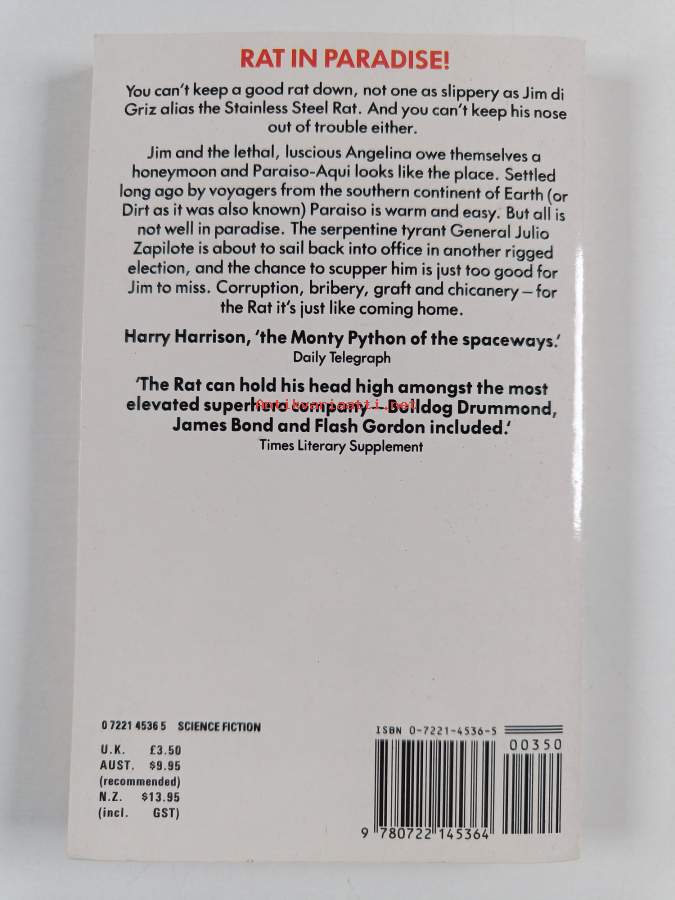 RAT IN PARADISE!
You can't keep a good rat down, not one as slippery as Jim di
Griz alias the Stainless Steel Rat. And you can't keep his nose
out of trouble either.
Jim and the lethal, luscious Angelina owe themselves a
honeymoon and Paraiso-Aqui looks like the place. Settled
long ago by voyagers from the southern continent of Earth (or
Dirt as it was also known) Paraiso is warm and easy. But all is
not well in paradise. The serpentine tyrant General Julio
Zapilote is about to sail back into office in another rigged
election, and the chance to scupper him is just too good for
Jim to miss. Corruption, bribery, graft and chicanery – for
the Rat it's just like coming home.
Harry Harrison, 'the Monty Python of the spaceways.'
Daily Telegraph
'The Rat can hold his head high amongst the most
elevated superhero company – Bulldog Drummond,
Antikvariaatti.net
James Bond and Flash Gordon included.'
Times Literary Supplement
0 7221 4536 5 SCIENCE FICTION
U.K. £3.50
AUST. $9.95
(recommended)
N.Z. $13.95
(incl. GST)
ISBN 0-7221-4536-5
00350
9 780722 145364